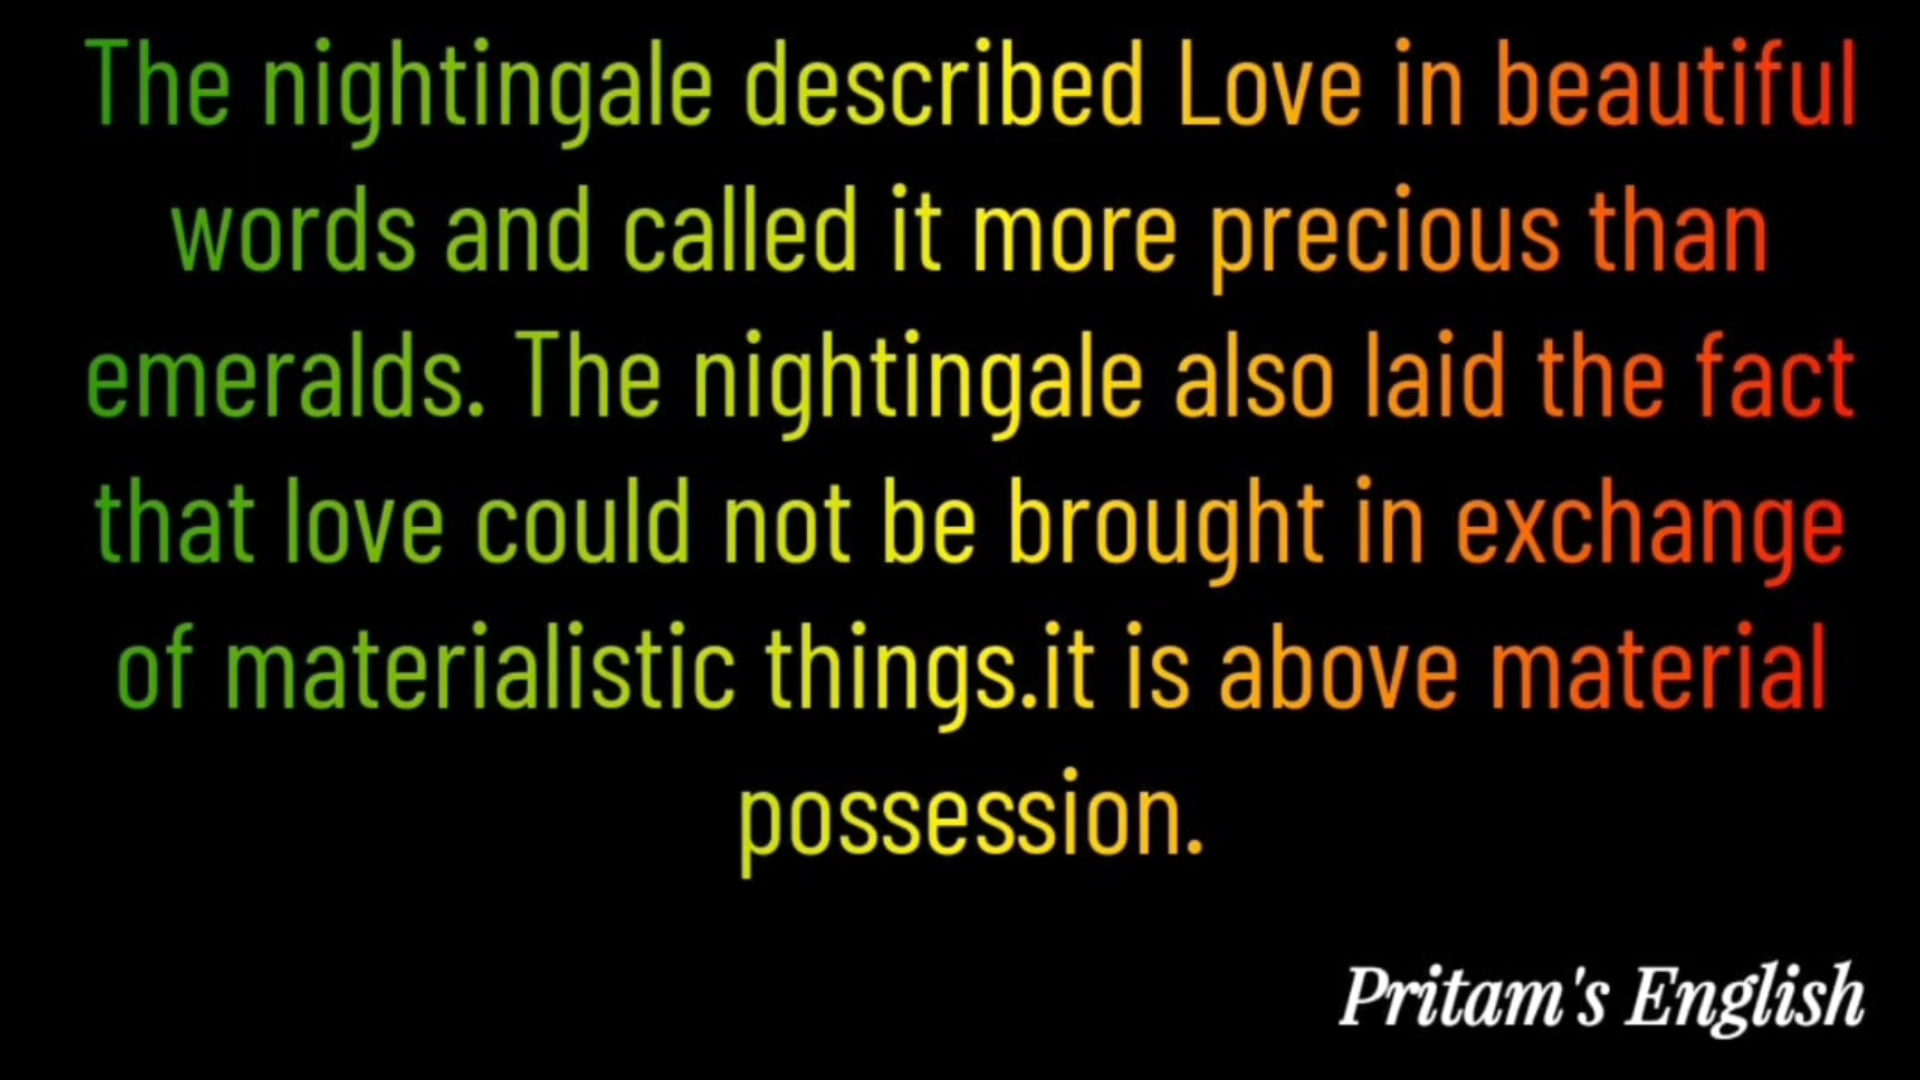 The nightingale described Love in beautiful
words and called it more precious than
emeralds. The nightingale also laid the fact
that love could not be brought in exchange
of materialistic things.it is above material
possession.
Pritam's English